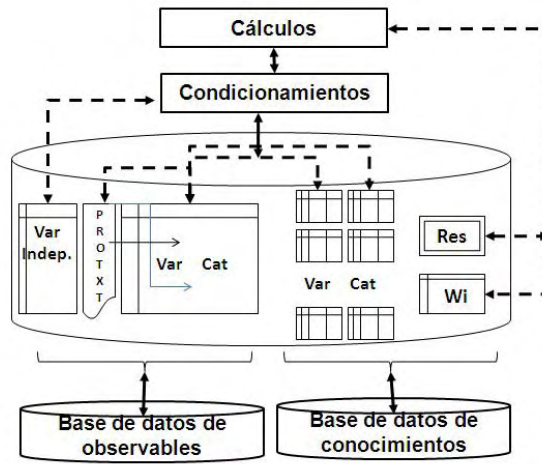 Cálculos
Condicionamientos
Var
Indep.
PROTXT
Var Cat
Var Cat
Res
Wi
Base de datos de
observables
Base de datos de
conocimientos